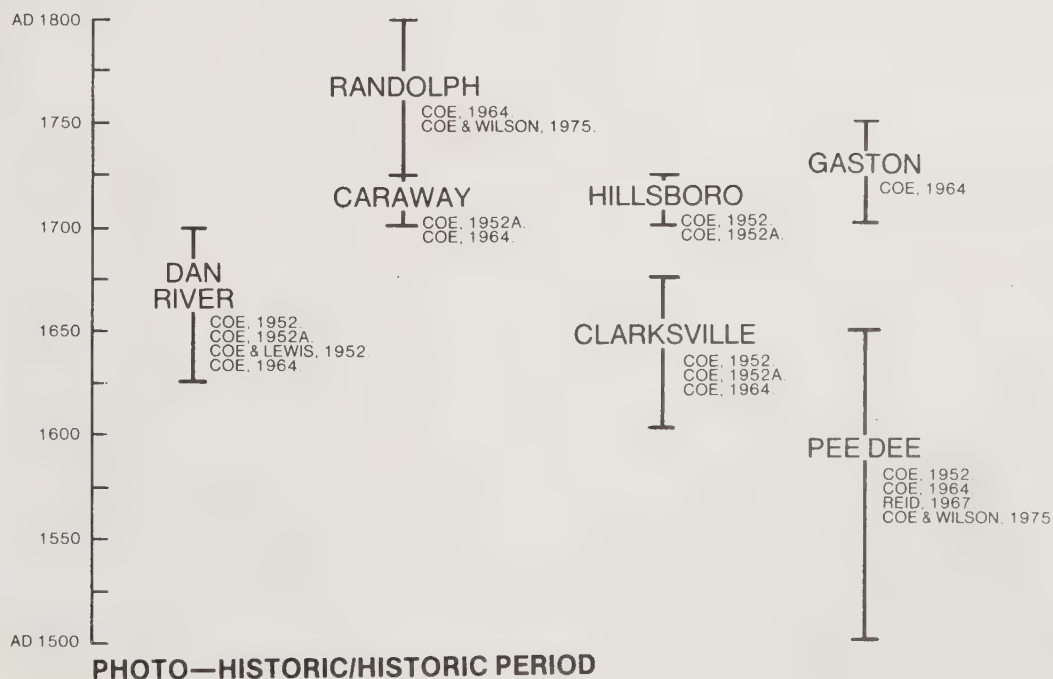 AD 1800
1750
1700
1650
1600
1550
AD 1500
RANDOLPH
COE, 1964.
COE & WILSON, 1975.
CARAWAY
COE, 1952A.
COE, 1964.
HILLSBORO
COE, 1952.
COE, 1952A.
GASTON
COE, 1964
DAN
RIVER
COE, 1952.
COE, 1952A.
COE & LEWIS, 1952.
COE, 1964.
CLARKSVILLE
COE, 1952.
COE, 1952A.
COE, 1964.
PEE DEE
COE, 1952.
COE, 1964.
REID, 1967
COE & WILSON, 1975
PHOTO—HISTORIC/HISTORIC PERIOD